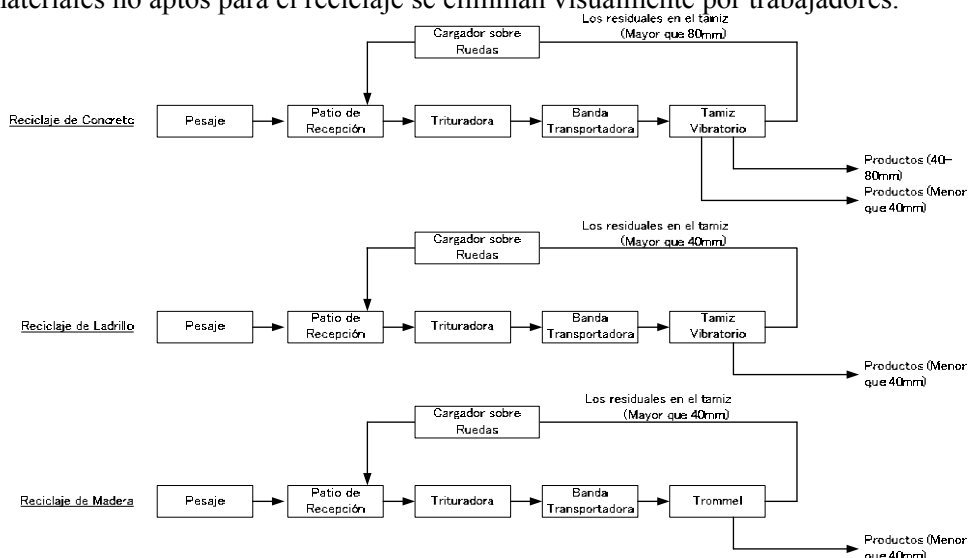 materiales no aptos para el reciclaje se eliminan visualmente por trabajadores.
Los residuales en el tamiz
(Mayor que 80mm)
Cargador sobre
Ruedas
Reciclaje de Concreto
Pesaje
Patio de
Recepción
Trituradora
Banda
Transportadora
Tamiz
Vibratorio
Productos (40-
80mm)
Productos (Menor
que 40mm)
Los residuales en el tamiz
(Mayor que 40mm)
Cargador sobre
Ruedas
Reciclaje de Ladrillo
Pesaje
Patio de
Recepción
Trituradora
Banda
Transportadora
Tamiz
Vibratorio
Productos (Menor
que 40mm)
Los residuales en el tamiz
(Mayor que 40mm)
Cargador sobre
Ruedas
Reciclaje de Madera
Pesaje
Patio de
Recepción
Trituradora
Banda
Transportadora
Trommel
Productos (Menor
que 40mm)